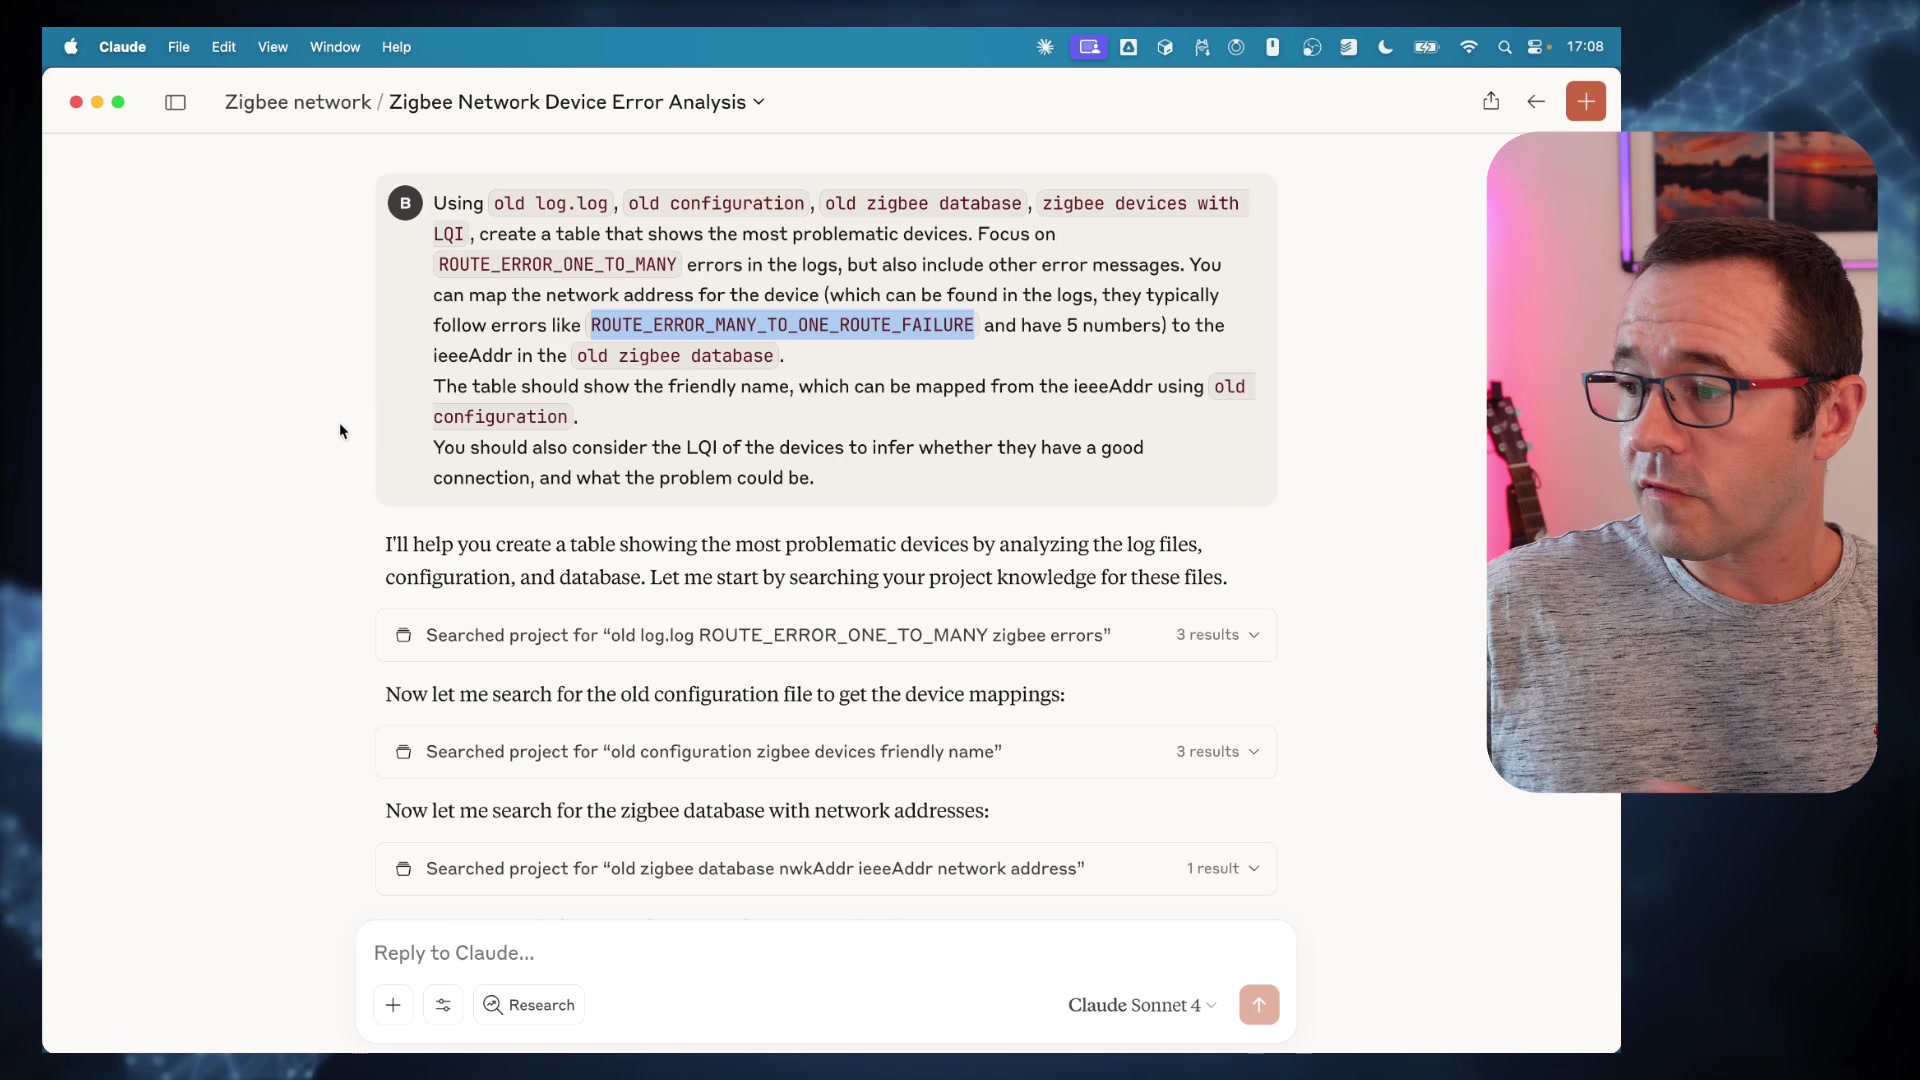 Claude File Edit View Window Help 17:08
Zigbee network / Zigbee Network Device Error Analysis
B
Using old log.log, old configuration, old zigbee database, zigbee devices with
LQI, create a table that shows the most problematic devices. Focus on
ROUTE_ERROR_ONE_TO_MANY errors in the logs, but also include other error messages. You
can map the network address for the device (which can be found in the logs, they typically
follow errors like ROUTE_ERROR_MANY_TO_ONE_ROUTE_FAILURE and have 5 numbers) to the
ieeeAddr in the old zigbee database.
The table should show the friendly name, which can be mapped from the ieeeAddr using old
configuration.
You should also consider the LQI of the devices to infer whether they have a good
connection, and what the problem could be.
I'll help you create a table showing the most problematic devices by analyzing the log files,
configuration, and database. Let me start by searching your project knowledge for these files.
Searched project for “old log.log ROUTE_ERROR_ONE_TO_MANY zigbee errors” 3 results
Now let me search for the old configuration file to get the device mappings:
Searched project for “old configuration zigbee devices friendly name” 3 results
Now let me search for the zigbee database with network addresses:
Searched project for “old zigbee database nwkAddr ieeeAddr network address” 1 result
Reply to Claude...
Research Claude Sonnet 4